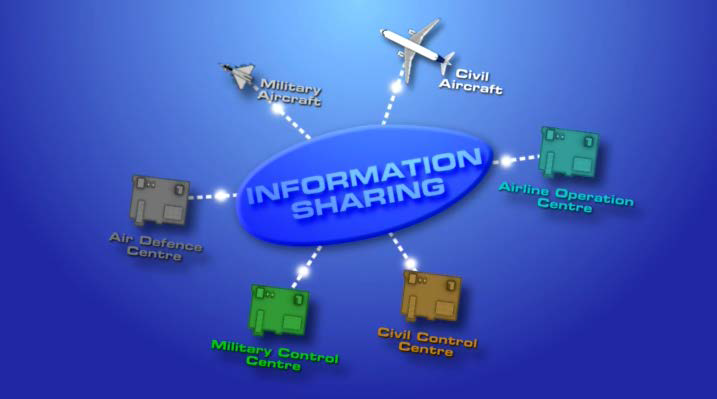 Civil
Aircraft
Military
Aircraft
INFORMATION
SHARING
Airline Operation
Centre
Air Defence
Centre
Civil Control
Centre
Military Control
Centre